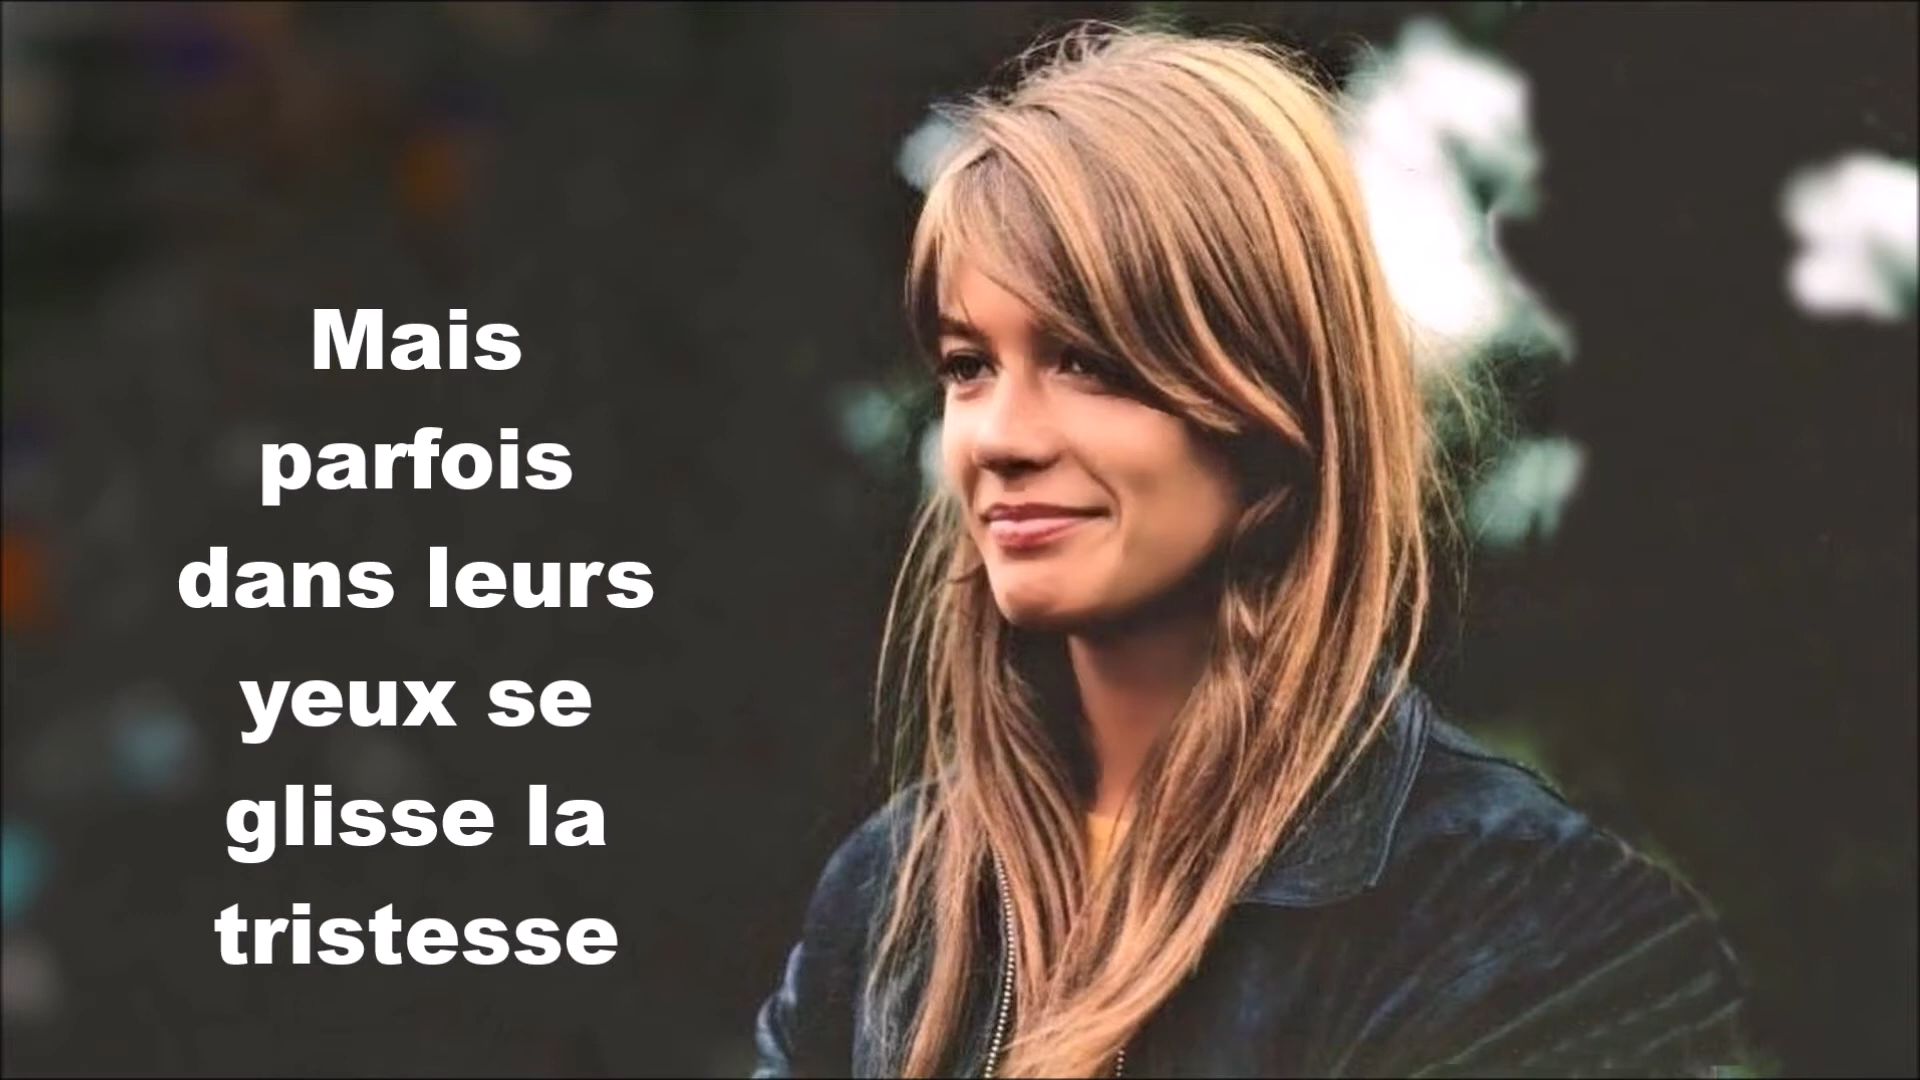 Mais
parfois
dans leurs
yeux se
glisse la
tristesse